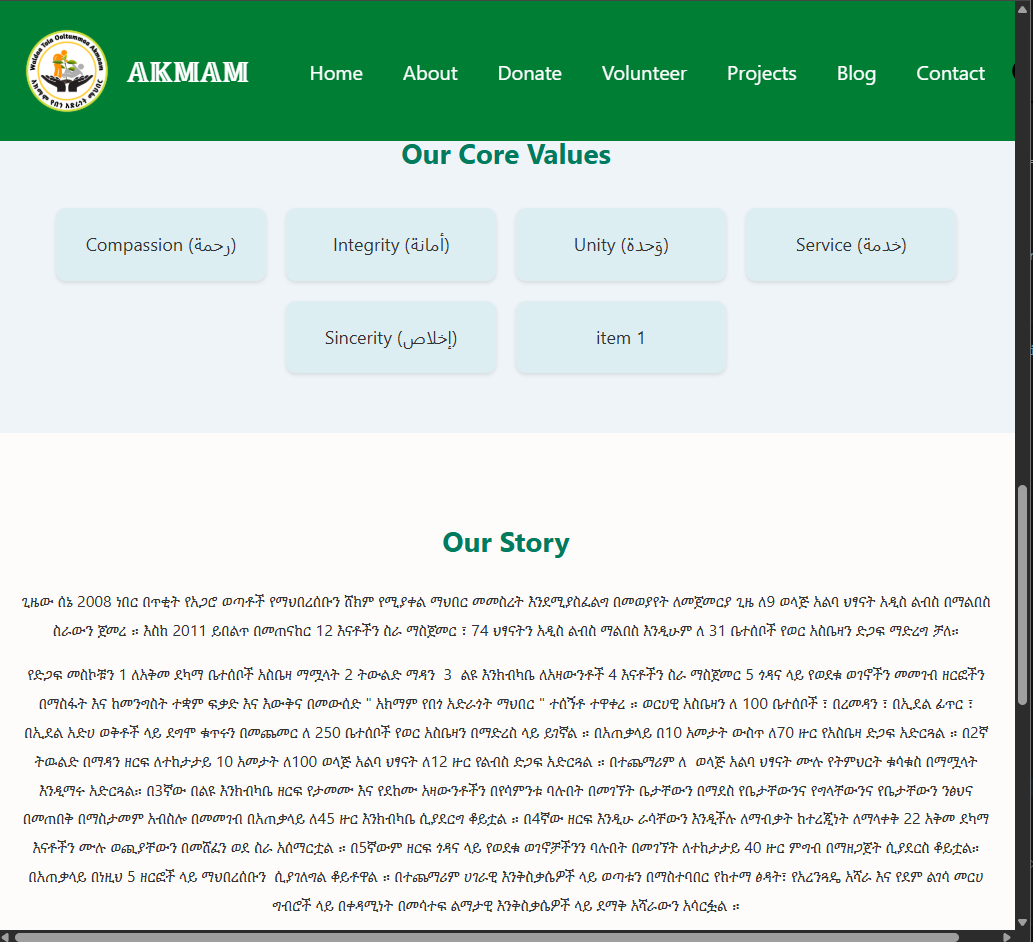 Waldaa Tola Ooltummaa Akmaam
አክማም የበጎ አድራጎት ማህበር
AKMAM
Home
About
Donate
Volunteer
Projects
Blog
Contact
Our Core Values
Compassion (رحمة)
Integrity (أمانة)
Unity (وَحدة)
Service (خدمة)
Sincerity (إخلاص)
item 1
Our Story
ጊዜው ሰኔ 2008 ነበር በጥቂት የአጋሮ ወጣቶች የማህበረሰቡን ሸክም የሚያቀል ማህበር መመስረት እንደሚያስፈልግ በመወያየት ለመጀመርያ ጊዜ ለ9 ወላጅ አልባ ህፃናት አዲስ ልብስ በማልበስ
ስራውን ጀመረ ። እስከ 2011 ይበልጥ በመጠናከር 12 እናቶችን ስራ ማስጀመር ፣ 74 ህፃናትን አዲስ ልብስ ማልበስ እንዲሁም ለ 31 ቤተሰቦች የወር አስቤዛን ድጋፍ ማድረግ ቻለ።
የድጋፍ መስኮቹን 1 ለአቅመ ደካማ ቤተሰቦች አስቤዛ ማሟላት 2 ትውልድ ማዳን 3 ልዩ እንክብካቤ ለአዛውንቶች 4 እናቶችን ስራ ማስጀመር 5 ጎዳና ላይ የወደቁ ወገኖችን መመገብ ዘርፎችን
በማስፋት እና ከመንግስት ተቋም ፍቃድ እና እውቅና በመውሰድ " አክማም የበጎ አድራጎት ማህበር " ተሰኝቶ ተዋቀረ ። ወርሀዊ አስቤዛን ለ 100 ቤተሰቦች ፣ በረመዳን ፣ በኢደል ፊጥር ፣
በኢደል አድሀ ወቅቶች ላይ ደግሞ ቁጥሩን በመጨመር ለ 250 ቤተሰቦች የወር አስቤዛን በማድረስ ላይ ይገኛል ። በአጠቃላይ በ10 አመታት ውስጥ ለ70 ዙር የአስቤዛ ድጋፍ አድርጓል ። በ2ኛ
ትውልድ በማዳን ዘርፍ ለተከታታይ 10 አመታት ለ100 ወላጅ አልባ ህፃናት ለ12 ዙር የልብስ ድጋፍ አድርጓል ። በተጨማሪም ለ ወላጅ አልባ ህፃናት ሙሉ የትምህርት ቁሳቁስ በማሟላት
እንዲማሩ አድርጓል። በ3ኛው በልዩ እንክብካቤ ዘርፍ የታመሙ እና የደከሙ አዛውንቶችን በየሳምንቱ ባሉበት በመገኘት ቤታቸውን በማደስ የቤታቸውንና የግላቸውንና የቤታቸውን ንፅህና
በመጠበቅ በማስታመም አብስሎ በመመገብ በአጠቃላይ ለ45 ዙር እንክብካቤ ሲያደርግ ቆይቷል ። በ4ኛው ዘርፍ እንዲሁ ራሳቸውን እንዲችሉ ለማብቃት ከተረጂነት ለማላቀቅ 22 አቅመ ደካማ
እናቶችን ሙሉ ወጪያቸውን በመሸፈን ወደ ስራ አሰማርቷል ። በ5ኛውም ዘርፍ ጎዳና ላይ የወደቁ ወገኖቻችንን ባሉበት በመገኘት ለተከታታይ 40 ዙር ምግብ በማዘጋጀት ሲያደርስ ቆይቷል።
በአጠቃላይ በነዚህ 5 ዘርፎች ላይ ማህበረሰቡን ሲያገለግል ቆይቶዋል ። በተጨማሪም ሀገራዊ እንቅስቃሴዎች ላይ ወጣቱን በማስተባበር የከተማ ፅዳት፣ የአረንጓዴ አሻራ እና የደም ልገሳ መርሀ
ግብሮች ላይ በቀዳሚነት በመሳተፍ ልማታዊ እንቅስቃሴዎች ላይ ደማቅ አሻራውን አሳርፏል ።